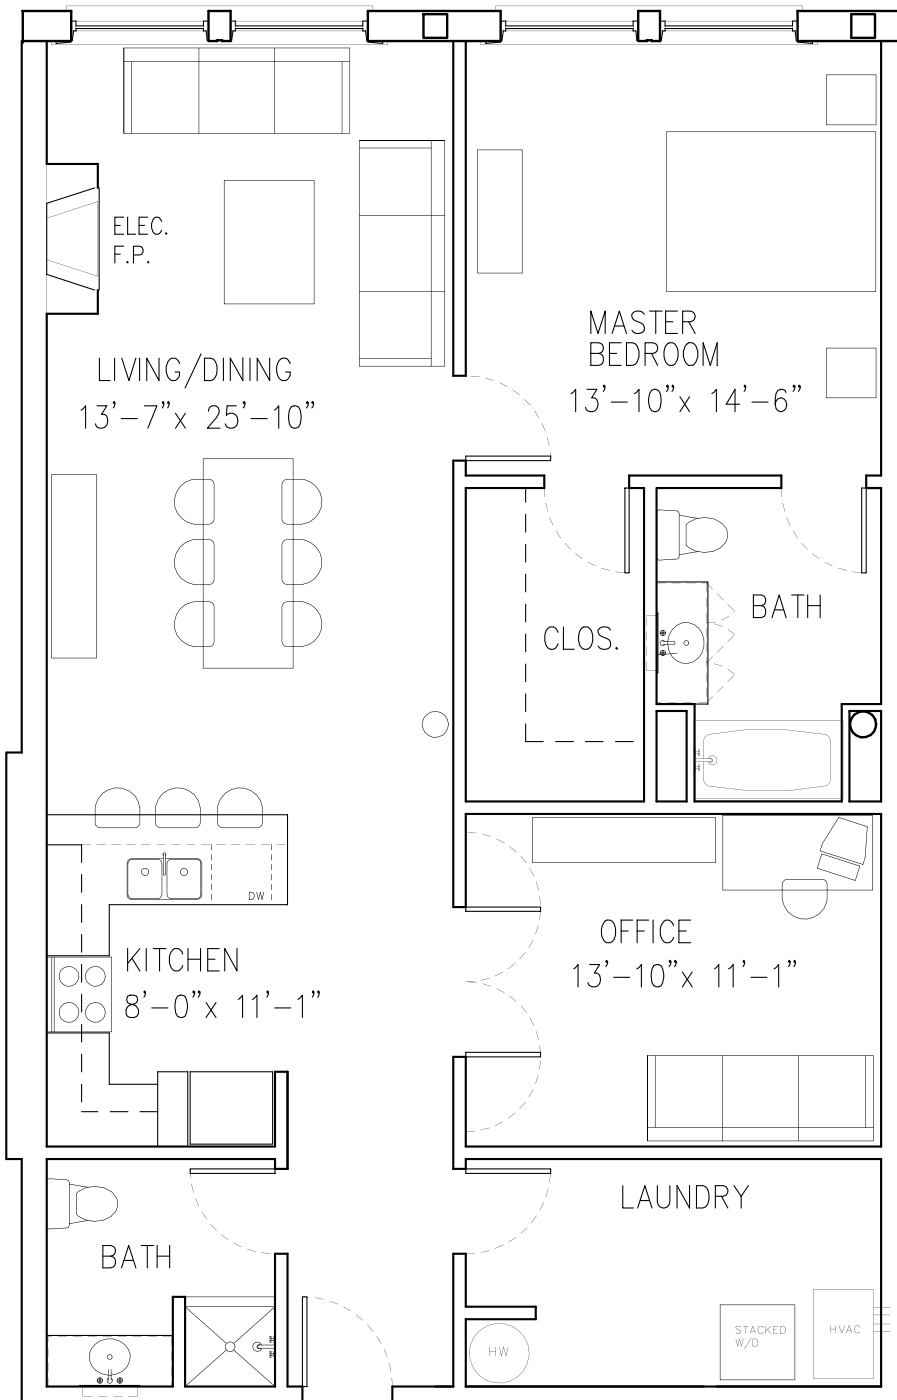 ELEC.
F.P.
MASTER
BEDROOM
13'-10"x 14'-6"
LIVING/DINING
13'-7"x 25'-10"
CLOS.
BATH
DW
OFFICE
13'-10"x 11'-1"
KITCHEN
8'-0"x 11'-1"
LAUNDRY
BATH
STACKED
W/D
HVAC
HW